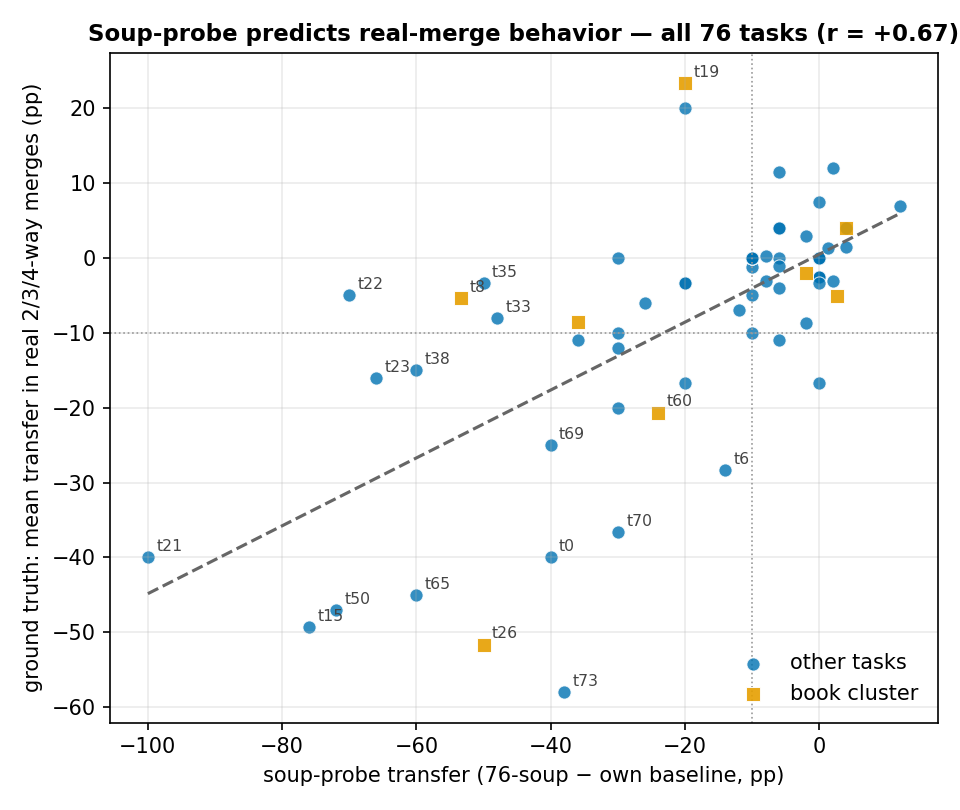 Soup-probe predicts real-merge behavior — all 76 tasks (r = +0.67)
ground truth: mean transfer in real 2/3/4-way merges (pp)
20
10
0
−10
−20
−30
−40
−50
−60
t19
t22
t35
t8
t33
t23
t38
t60
t69
t6
t70
t21
t0
t65
t50
t15
t26
t73
other tasks
book cluster
−100
−80
−60
−40
−20
0
soup-probe transfer (76-soup − own baseline, pp)